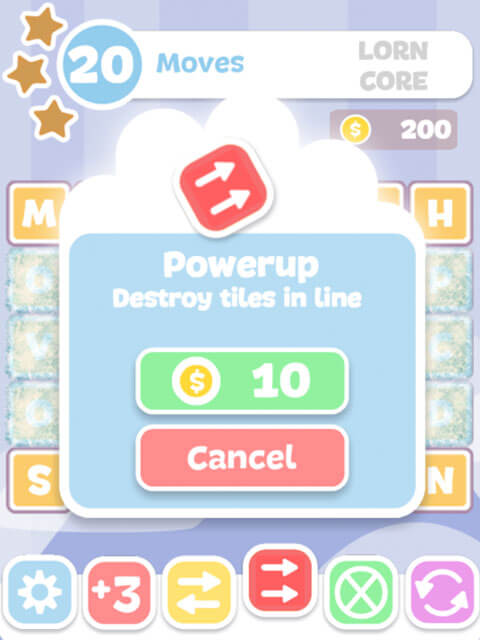 20 Moves
LORN
CORE
$ 200
M H
Powerup
Destroy tiles in line
$ 10
Cancel
S N
+3